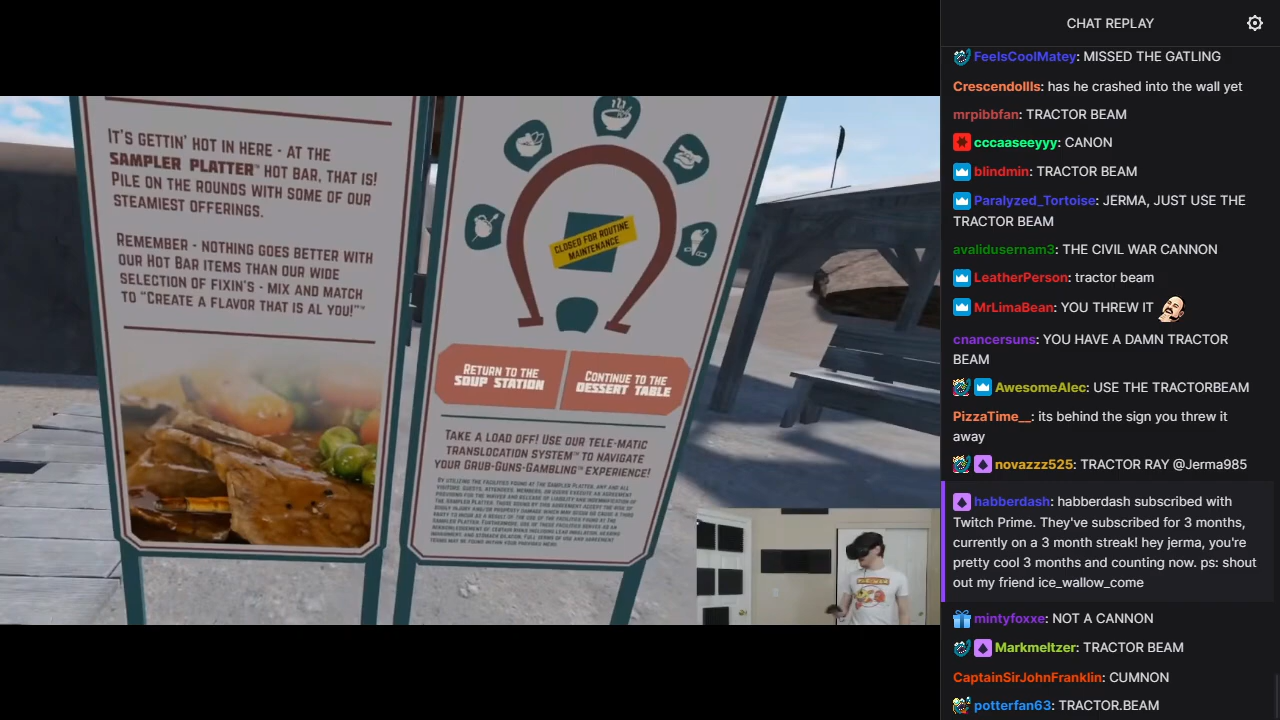 IT'S GETTIN' HOT IN HERE - AT THE
SAMPLER PLATTER™ HOT BAR, THAT IS!
PILE ON THE ROUNDS WITH SOME OF OUR
STEAMIEST OFFERINGS.
REMEMBER - NOTHING GOES BETTER WITH
OUR HOT BAR ITEMS THAN OUR WIDE
SELECTION OF FIXIN'S - MIX AND MATCH
TO "CREATE A FLAVOR THAT IS AL YOU!"™
CLOSED FOR ROUTINE
MAINTENANCE
RETURN TO THE
SOUP STATION
CONTINUE TO THE
DESSERT TABLE
TAKE A LOAD OFF! USE OUR TELE-MATIC
TRANSLOCATION SYSTEM™ TO NAVIGATE
YOUR GRUB-GUNS-GAMBLING™ EXPERIENCE!
CHAT REPLAY
FeelsCoolMatey: MISSED THE GATLING
Crescendollls: has he crashed into the wall yet
mrpibbfan: TRACTOR BEAM
cccaaseeyyy: CANON
blindmin: TRACTOR BEAM
Paralyzed_Tortoise: JERMA, JUST USE THE
TRACTOR BEAM
avalidusernam3: THE CIVIL WAR CANNON
LeatherPerson: tractor beam
MrLimaBean: YOU THREW IT
cnancersuns: YOU HAVE A DAMN TRACTOR
BEAM
AwesomeAlec: USE THE TRACTORBEAM
PizzaTime__: its behind the sign you threw it
away
novazzz525: TRACTOR RAY @Jerma985
habberdash: habberdash subscribed with
Twitch Prime. They've subscribed for 3 months,
currently on a 3 month streak! hey jerma, you're
pretty cool 3 months and counting now. ps: shout
out my friend ice_wallow_come
mintyfoxxe: NOT A CANNON
Markmeltzer: TRACTOR BEAM
CaptainSirJohnFranklin: CUMNON
potterfan63: TRACTOR.BEAM